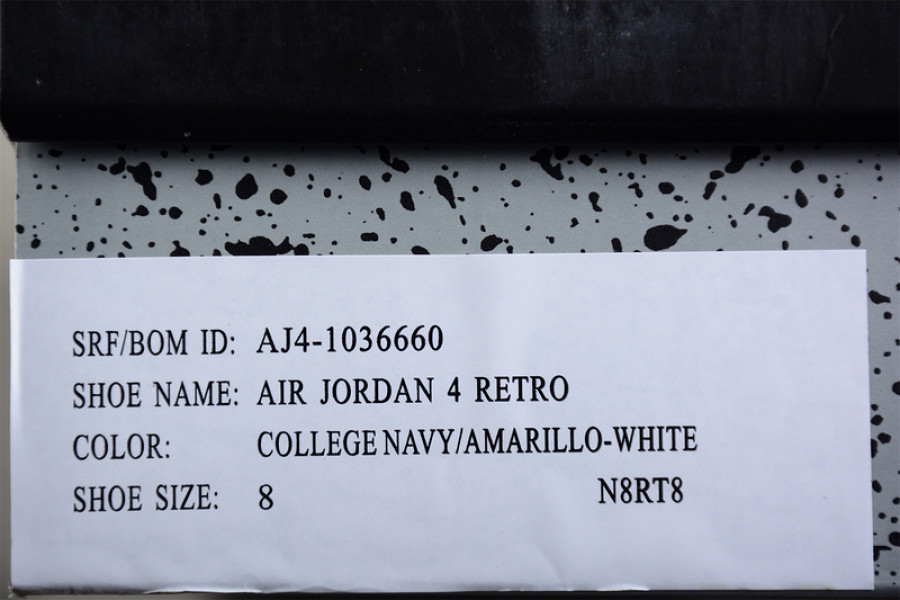 SRF/BOM ID: AJ4-1036660
SHOE NAME: AIR JORDAN 4 RETRO
COLOR: COLLEGE NAVY/AMARILLO-WHITE
SHOE SIZE: 8 N8RT8